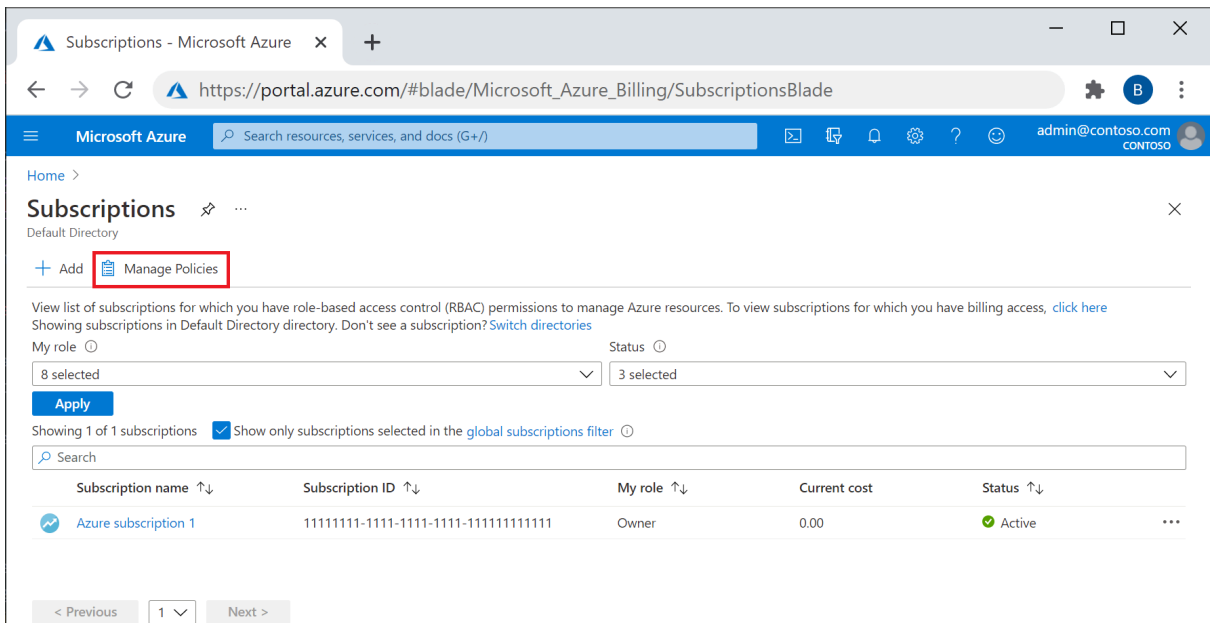 Subscriptions - Microsoft Azure
https://portal.azure.com/#blade/Microsoft_Azure_Billing/SubscriptionsBlade
B
Microsoft Azure
Search resources, services, and docs (G+/)
admin@contoso.com
CONTOSO
Home >
Subscriptions
Default Directory
Add
Manage Policies
View list of subscriptions for which you have role-based access control (RBAC) permissions to manage Azure resources. To view subscriptions for which you have billing access, click here
Showing subscriptions in Default Directory directory. Don't see a subscription? Switch directories
My role
Status
8 selected
3 selected
Apply
Showing 1 of 1 subscriptions
Show only subscriptions selected in the global subscriptions filter
Search
Subscription name ↑↓ Subscription ID ↑↓ My role ↑↓ Current cost Status ↑↓
Azure subscription 1 11111111-1111-1111-1111-111111111111 Owner 0.00 Active
< Previous 1 Next >